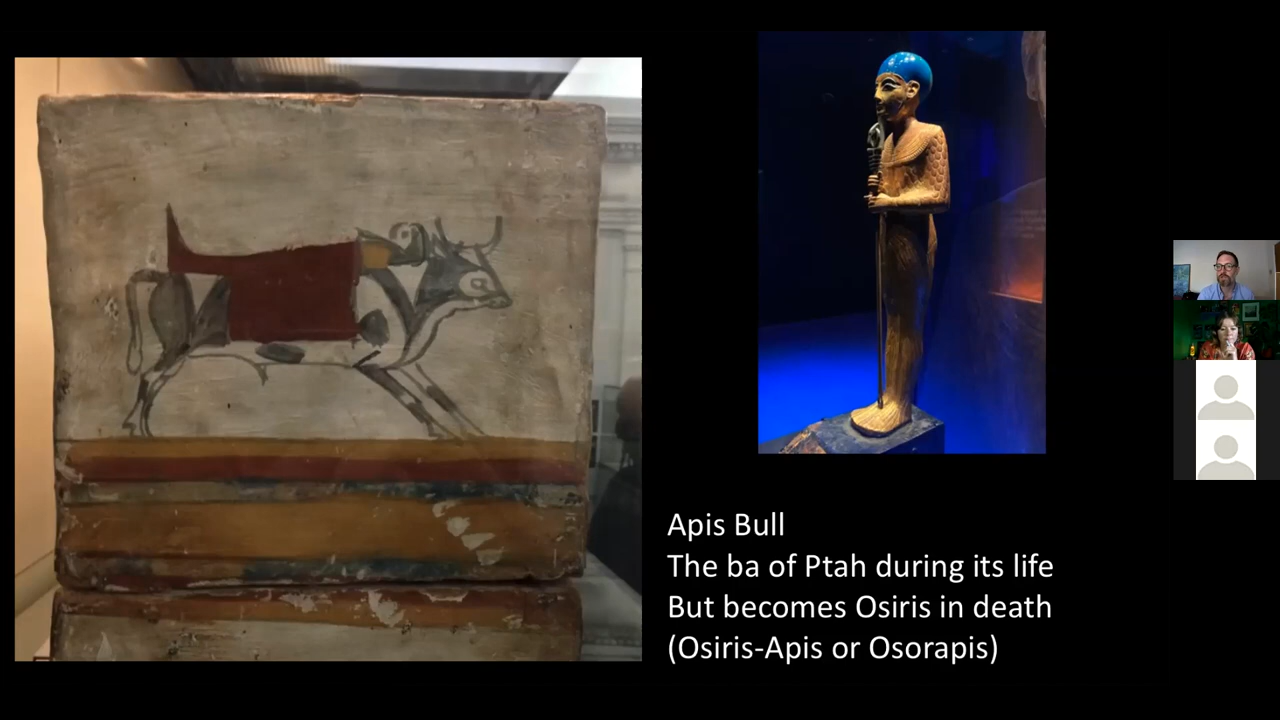 Apis Bull
The ba of Ptah during its life
But becomes Osiris in death
(Osiris-Apis or Osorapis)